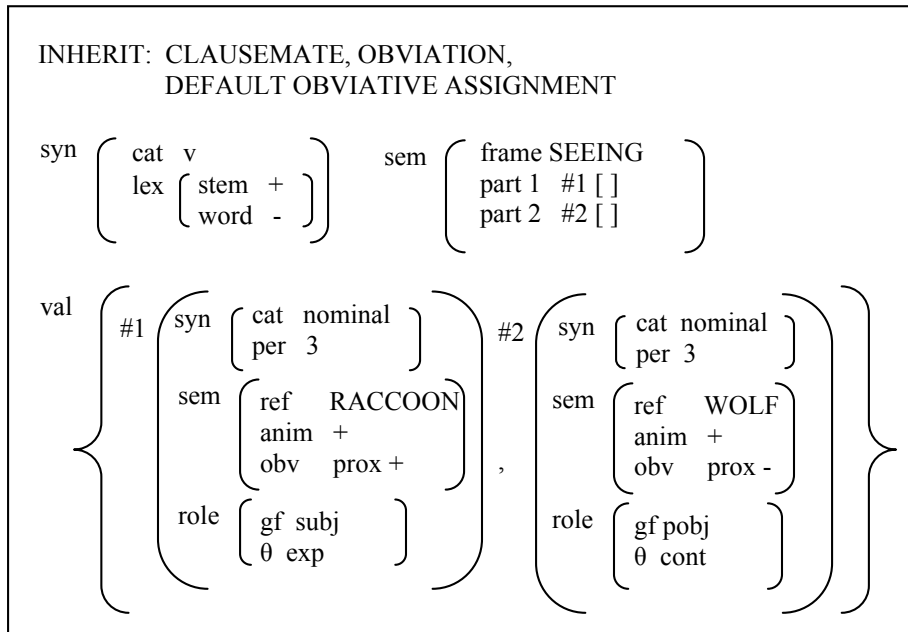 INHERIT: CLAUSEMATE, OBVIATION,
DEFAULT OBVIATIVE ASSIGNMENT
syn cat v
lex stem +
word -
sem frame SEEING
part 1 #1 [ ]
part 2 #2 [ ]
val #1 syn cat nominal
per 3
sem ref RACCOON
anim +
obv prox +
role gf subj
θ exp
,
#2 syn cat nominal
per 3
sem ref WOLF
anim +
obv prox -
role gf pobj
θ cont